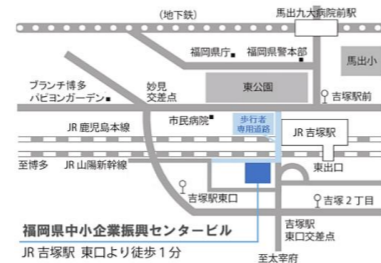 (地下鉄)
馬出九大病院前駅
福岡県庁
福岡県警本部
馬出小
ブランチ博多
パピヨンガーデン
妙見
交差点
東公園
吉塚駅前
市民病院
歩行者
専用道路
JR 吉塚駅
JR 鹿児島本線
至博多
JR 山陽新幹線
東出口
吉塚駅東口
吉塚2丁目
福岡県中小企業振興センタービル
吉塚駅
東口交差点
JR 吉塚駅 東口より徒歩1分
至太宰府